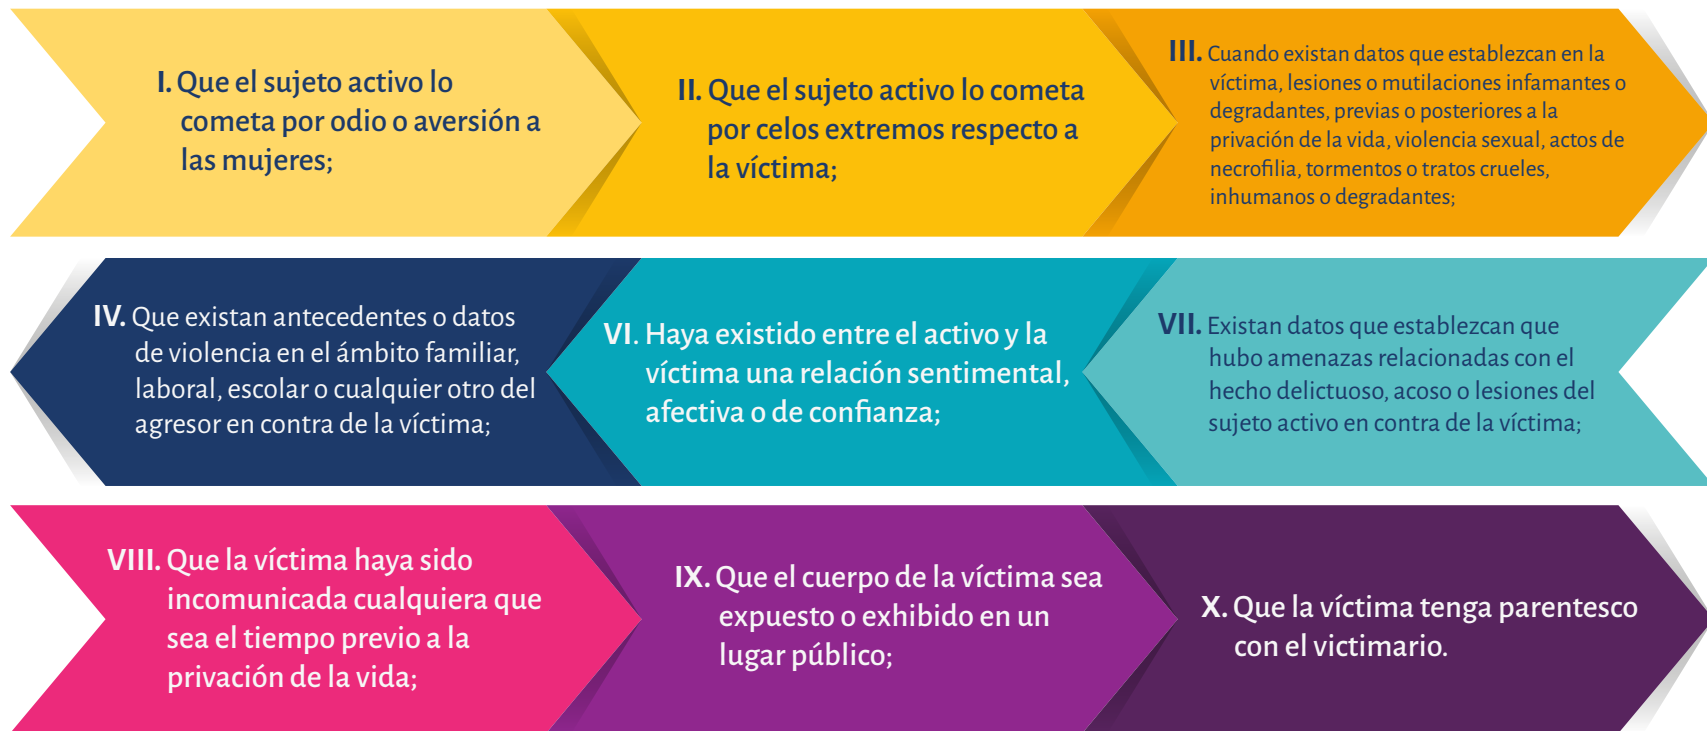 I. Que el sujeto activo lo
cometa por odio o aversión a
las mujeres;
II. Que el sujeto activo lo cometa
por celos extremos respecto a
la víctima;
III. Cuando existan datos que establezcan en la
víctima, lesiones o mutilaciones infamantes o
degradantes, previas o posteriores a la
privación de la vida, violencia sexual, actos de
necrofilia, tormentos o tratos crueles,
inhumanos o degradantes;
IV. Que existan antecedentes o datos
de violencia en el ámbito familiar,
laboral, escolar o cualquier otro del
agresor en contra de la víctima;
VI. Haya existido entre el activo y la
víctima una relación sentimental,
afectiva o de confianza;
VII. Existan datos que establezcan que
hubo amenazas relacionadas con el
hecho delictuoso, acoso o lesiones del
sujeto activo en contra de la víctima;
VIII. Que la víctima haya sido
incomunicada cualquiera que
sea el tiempo previo a la
privación de la vida;
IX. Que el cuerpo de la víctima sea
expuesto o exhibido en un
lugar público;
X. Que la víctima tenga parentesco
con el victimario.